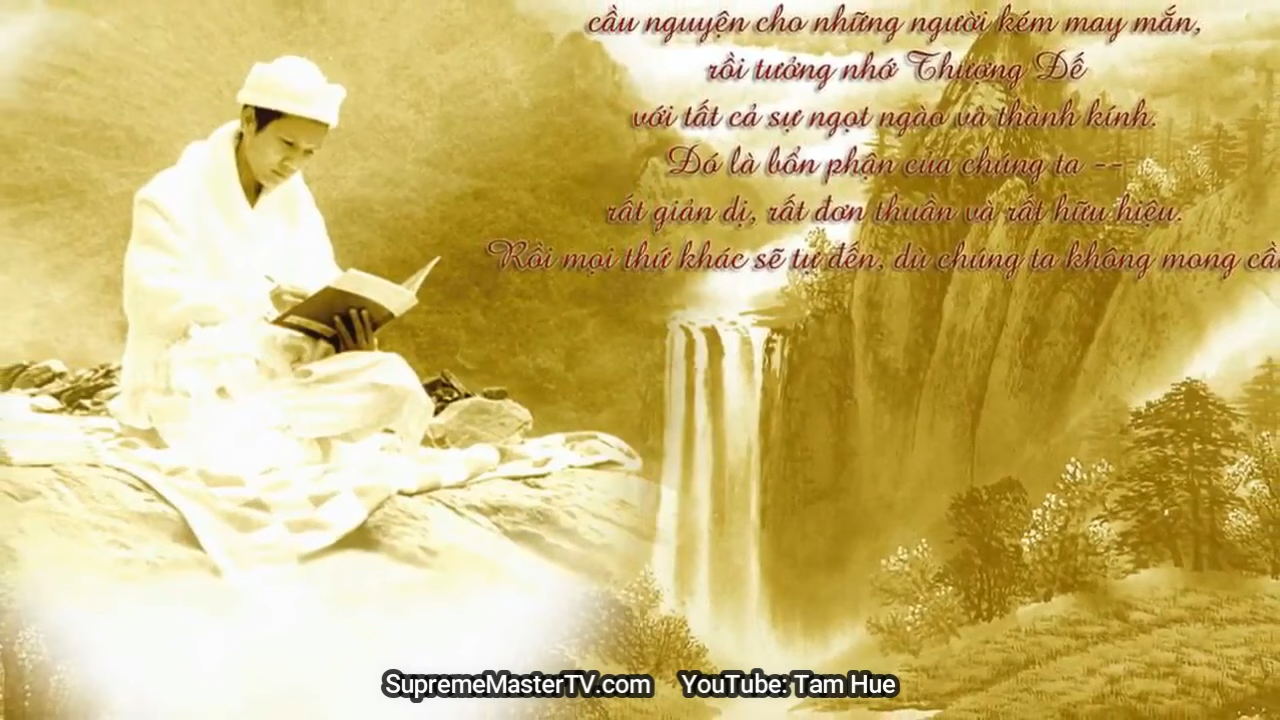 cầu nguyện cho những người kém may mắn,
rồi tưởng nhớ Thượng Đế
với tất cả sự ngọt ngào và thành kính.
Đó là bổn phận của chúng ta --
rất giản dị, rất đơn thuần và rất hữu hiệu.
Rồi mọi thứ khác sẽ tự đến, dù chúng ta không mong cầ
SupremeMasterTV.com YouTube: Tam Hue